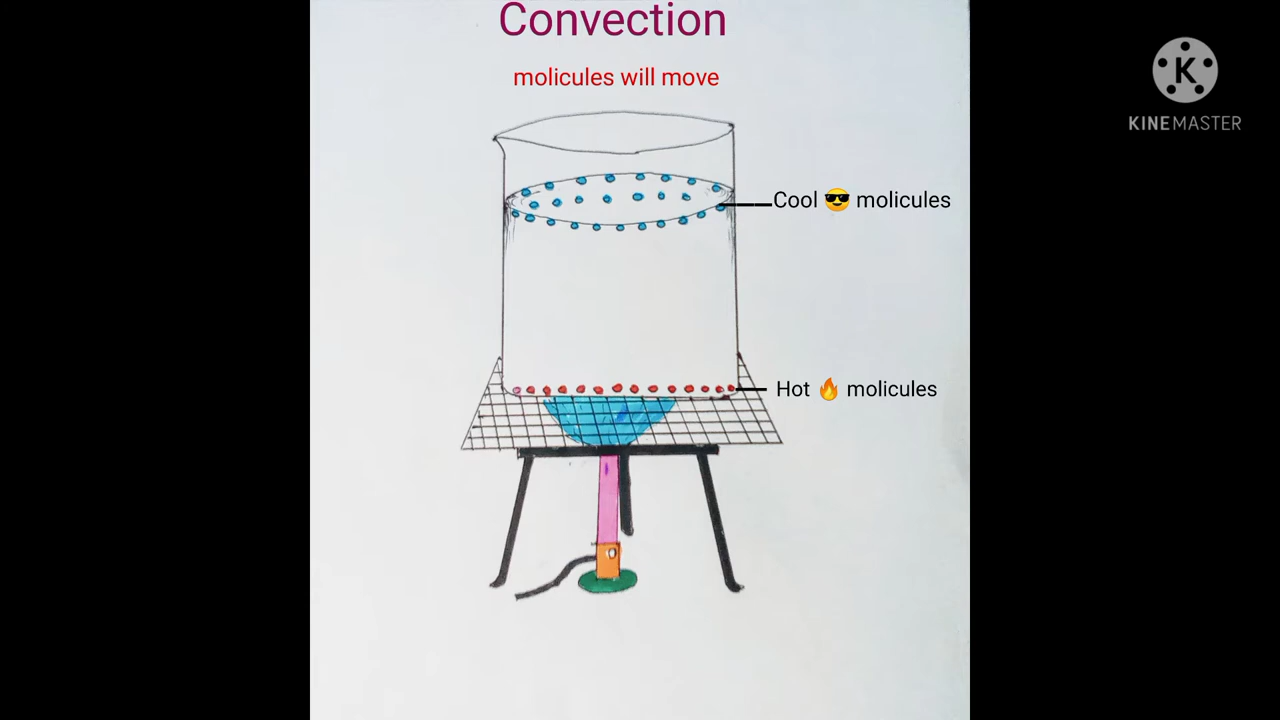 Convection
molicules will move
Cool 😎 molicules
Hot 🔥 molicules
K
KINEMASTER